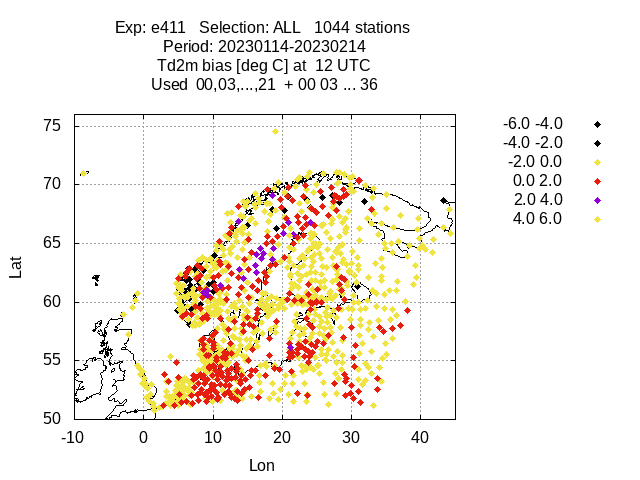 Exp: e411 Selection: ALL 1044 stations
Period: 20230114-20230214
Td2m bias [deg C] at 12 UTC
Used 00,03,...,21 + 00 03 ... 36
-6.0 -4.0
-4.0 -2.0
-2.0 0.0
0.0 2.0
2.0 4.0
4.0 6.0
75
70
65
60
55
50
Lat
-10 0 10 20 30 40
Lon